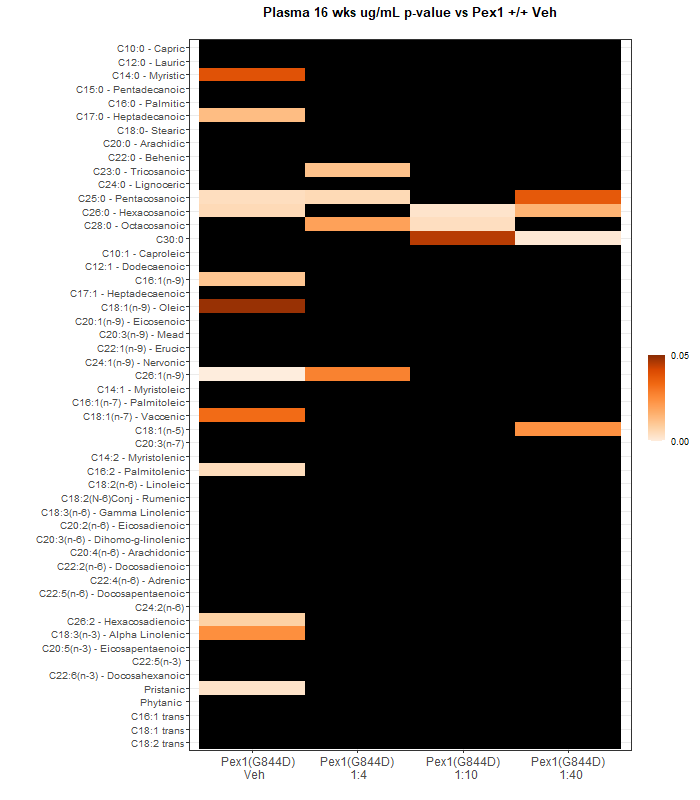 Plasma 16 wks ug/mL p-value vs Pex1 +/+ Veh
C10:0 - Capric
C12:0 - Lauric
C14:0 - Myristic
C15:0 - Pentadecanoic
C16:0 - Palmitic
C17:0 - Heptadecanoic
C18:0- Stearic
C20:0 - Arachidic
C22:0 - Behenic
C23:0 - Tricosanoic
C24:0 - Lignoceric
C25:0 - Pentacosanoic
C26:0 - Hexacosanoic
C28:0 - Octacosanoic
C30:0
C10:1 - Caproleic
C12:1 - Dodecaenoic
C16:1(n-9)
C17:1 - Heptadecaenoic
C18:1(n-9) - Oleic
C20:1(n-9) - Eicosenoic
C20:3(n-9) - Mead
C22:1(n-9) - Erucic
C24:1(n-9) - Nervonic
C26:1(n-9)
C14:1 - Myristoleic
C16:1(n-7) - Palmitoleic
C18:1(n-7) - Vaccenic
C18:1(n-5)
C20:3(n-7)
C14:2 - Myristolenic
C16:2 - Palmitolenic
C18:2(n-6) - Linoleic
C18:2(N-6)Conj - Rumenic
C18:3(n-6) - Gamma Linolenic
C20:2(n-6) - Eicosadienoic
C20:3(n-6) - Dihomo-g-linolenic
C20:4(n-6) - Arachidonic
C22:2(n-6) - Docosadienoic
C22:4(n-6) - Adrenic
C22:5(n-6) - Docosapentaenoic
C24:2(n-6)
C26:2 - Hexacosadienoic
C18:3(n-3) - Alpha Linolenic
C20:5(n-3) - Eicosapentaenoic
C22:5(n-3)
C22:6(n-3) - Docosahexanoic
Pristanic
Phytanic
C16:1 trans
C18:1 trans
C18:2 trans
Pex1(G844D) Veh
Pex1(G844D) 1:4
Pex1(G844D) 1:10
Pex1(G844D) 1:40
0.05
0.00